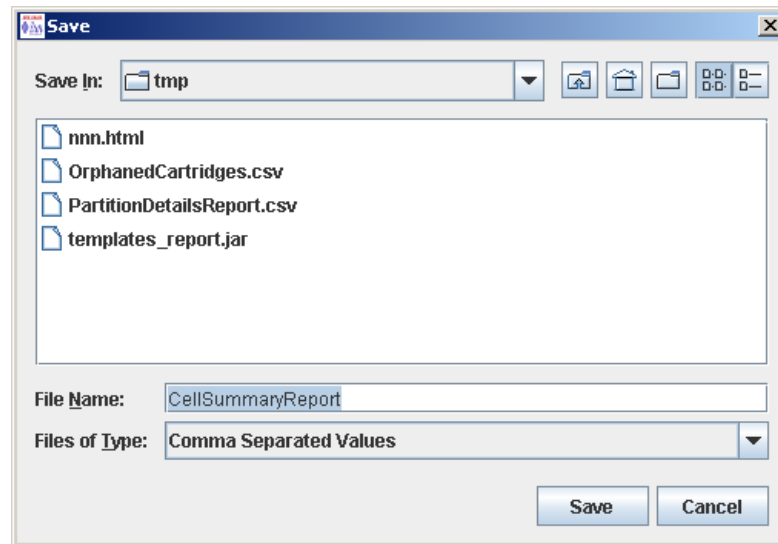 Save
Save In: tmp
nnn.html
OrphanedCartridges.csv
PartitionDetailsReport.csv
templates_report.jar
File Name: CellSummaryReport
Files of Type: Comma Separated Values
Save Cancel